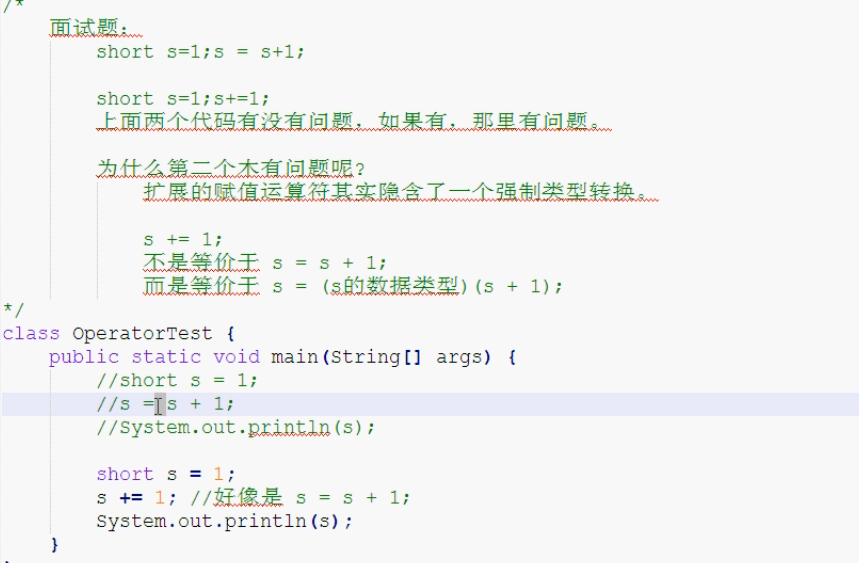 /*
面试题：
short s=1;s = s+1;
short s=1;s+=1;
上面两个代码有没有问题，如果有，那里有问题。
为什么第二个木有问题呢?
扩展的赋值运算符其实隐含了一个强制类型转换。
s += 1;
不是等价于 s = s + 1;
而是等价于 s = (s的数据类型)(s + 1);
*/
class OperatorTest {
public static void main(String[] args) {
//short s = 1;
//s = s + 1;
//System.out.println(s);
short s = 1;
s += 1; //好像是 s = s + 1;
System.out.println(s);
}